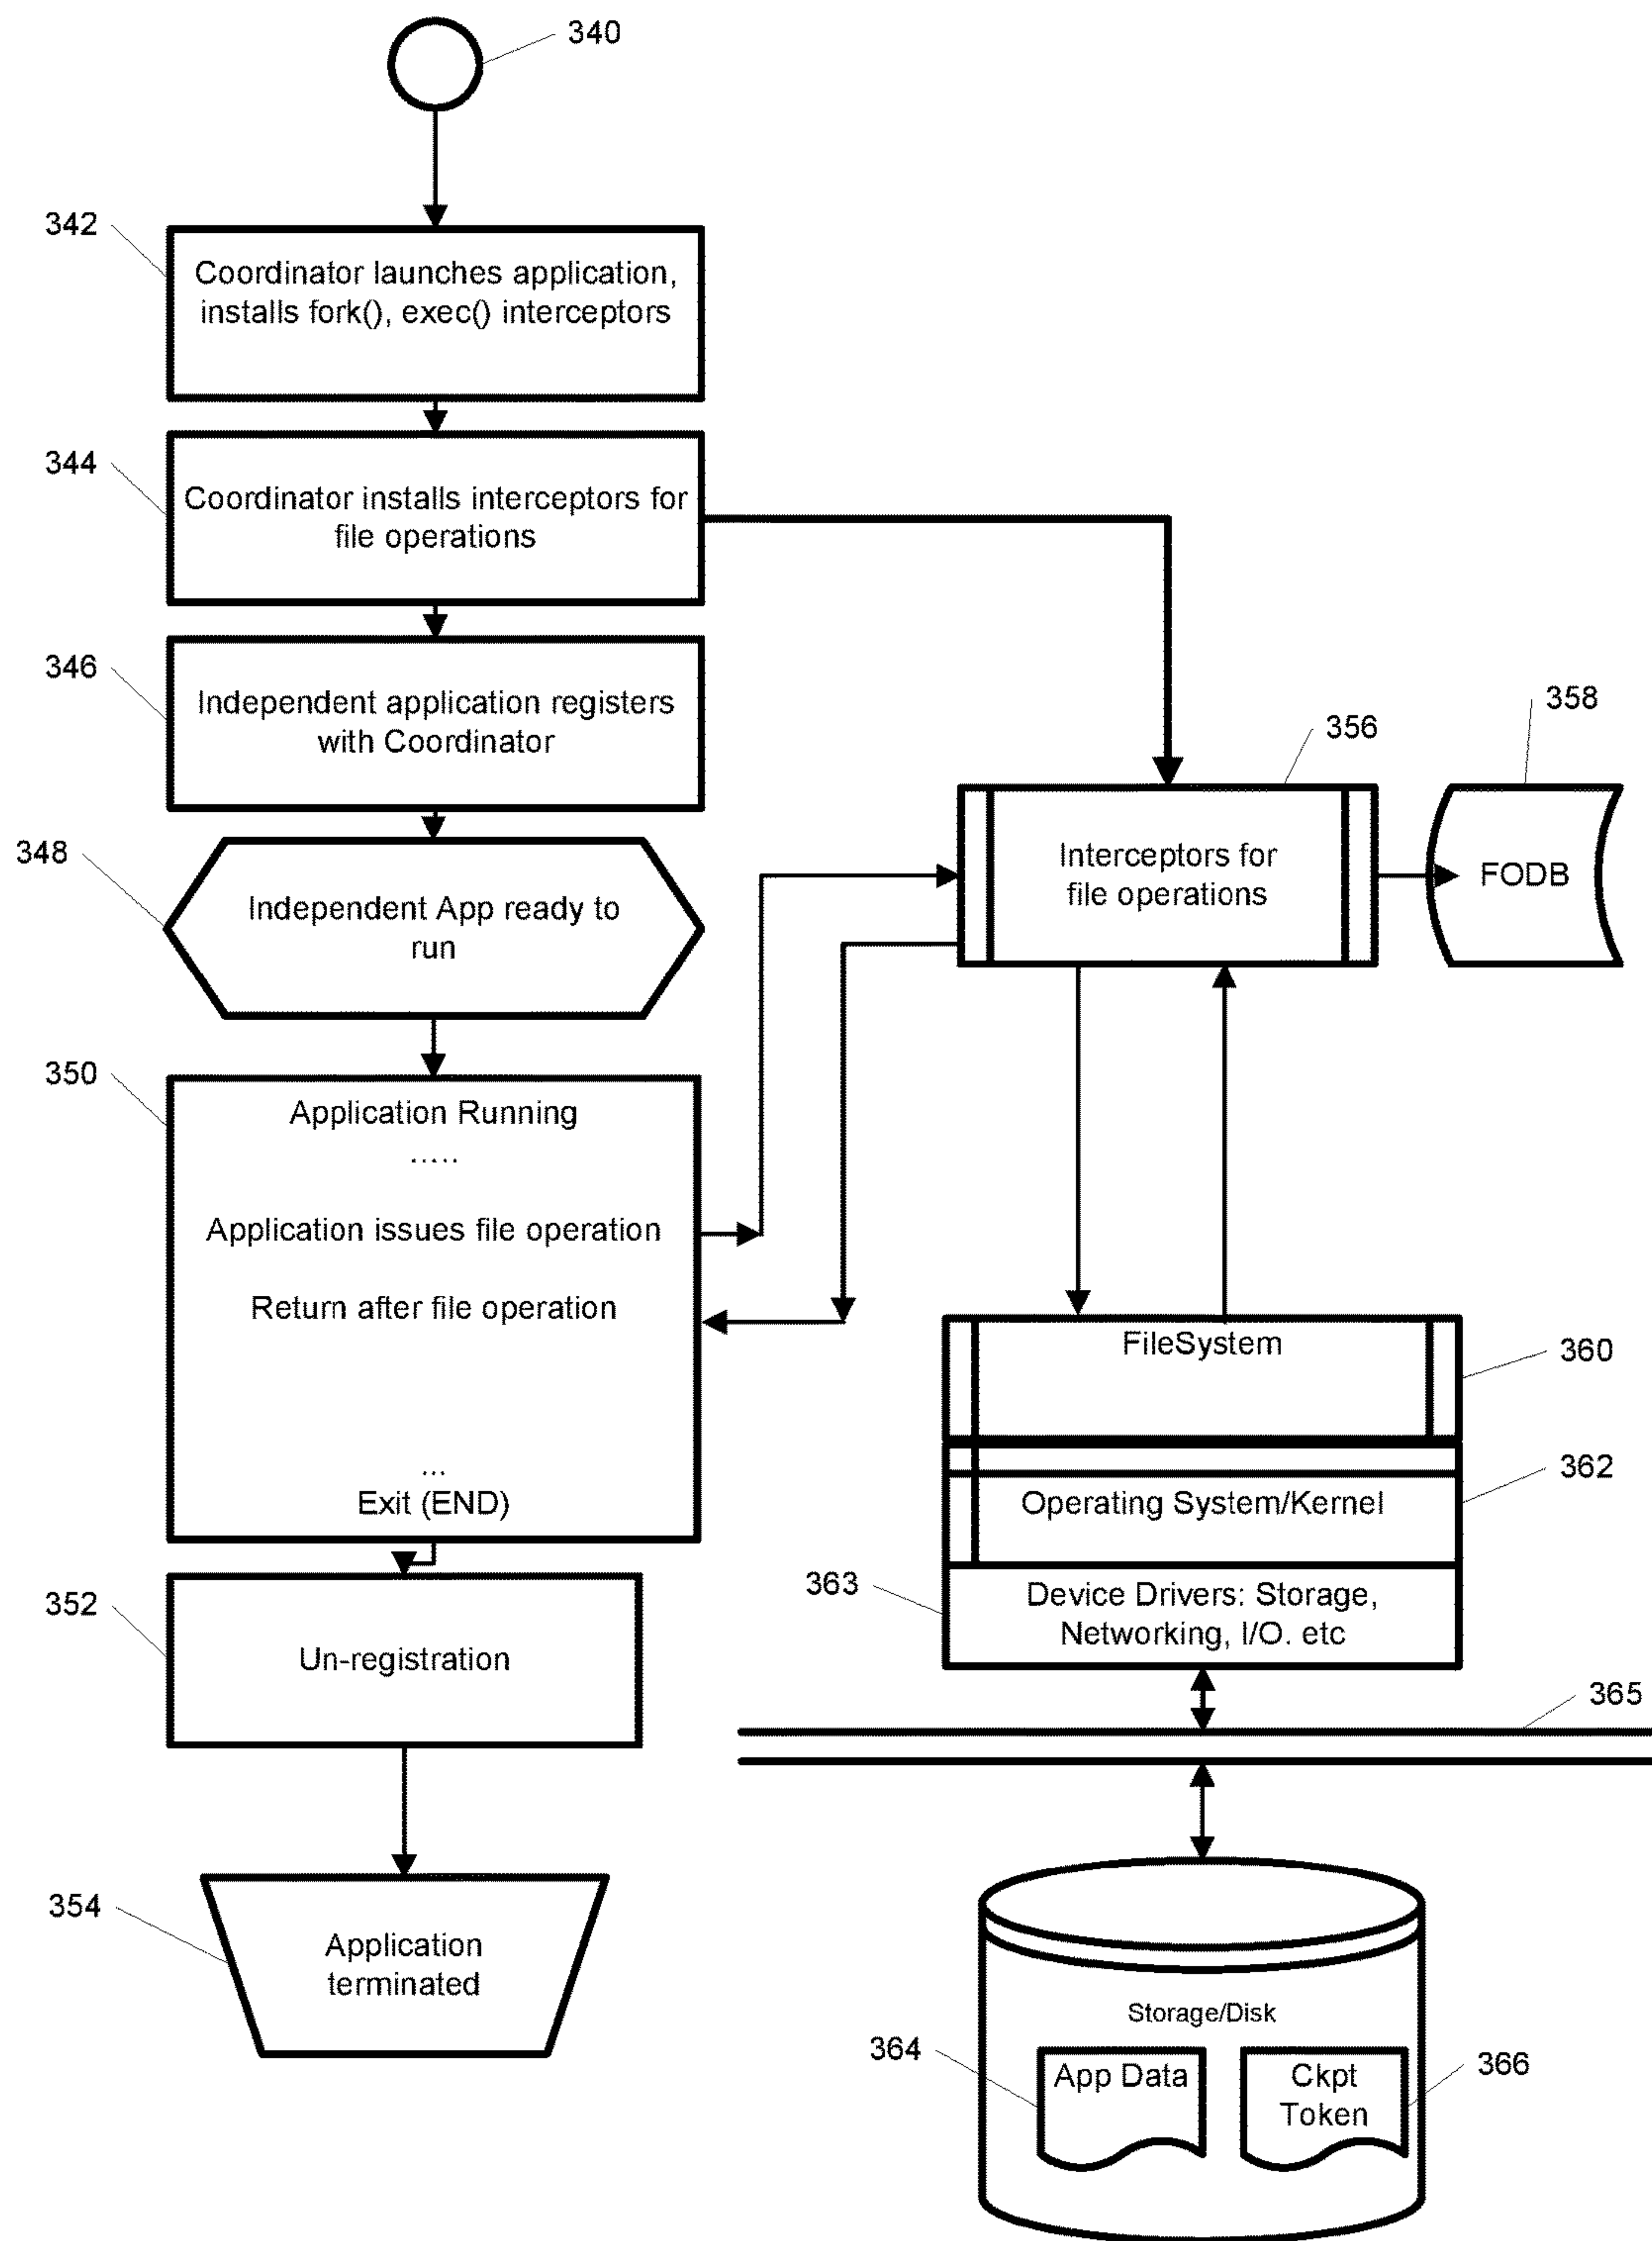 340
342
Coordinator launches application,
installs fork(), exec() interceptors
344
Coordinator installs interceptors for
file operations
346
Independent application registers
with Coordinator
348
Independent App ready to
run
356
358
Interceptors for
file operations
FODB
350
Application Running
.....
Application issues file operation
Return after file operation
...
Exit (END)
FileSystem
360
362
Operating System/Kernel
363
Device Drivers: Storage,
Networking, I/O. etc
352
Un-registration
365
354
Application
terminated
Storage/Disk
364
App Data
Ckpt
Token
366